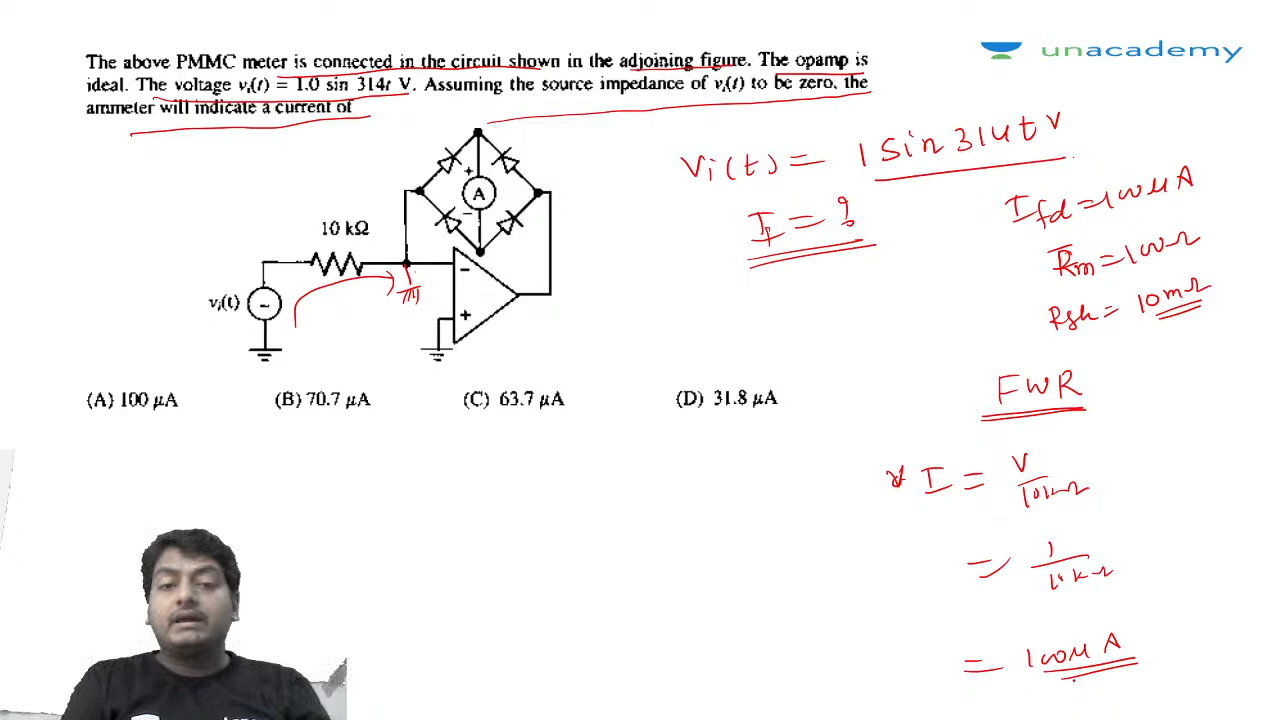 unacademy
The above PMMC meter is connected in the circuit shown in the adjoining figure. The opamp is
ideal. The voltage vi(t) = 1.0 sin 314t V. Assuming the source impedance of vi(t) to be zero, the
ammeter will indicate a current of
Vi(t) = 1 sin 314t V
I = ?
Ifd = 100μA
Rm = 100Ω
Rsh = 10mΩ
+
A
−
10 kΩ
vi(t)
~
−
+
(A) 100 μA (B) 70.7 μA (C) 63.7 μA (D) 31.8 μA
FWR
I = V/10kΩ
= 1/10kΩ
= 100μA